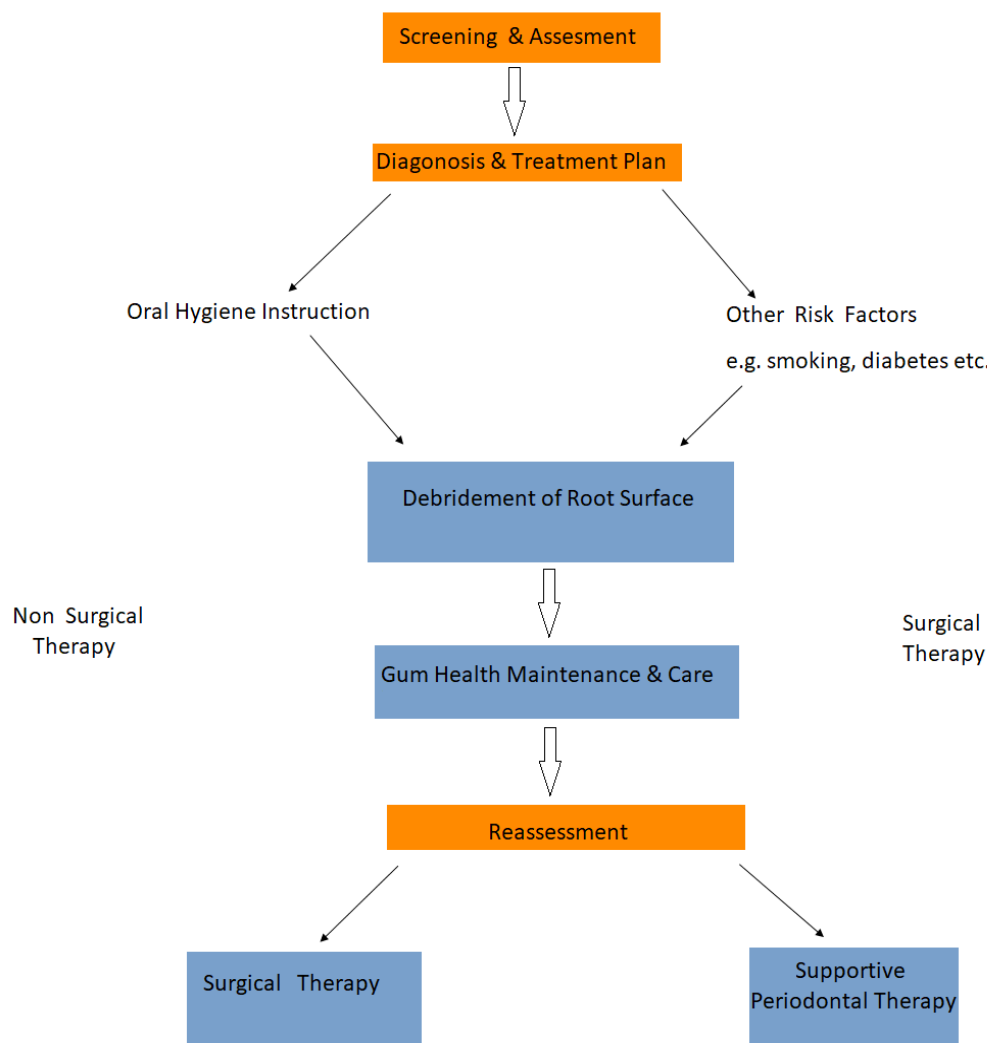 Screening & Assesment
Diagonosis & Treatment Plan
Oral Hygiene Instruction
Other Risk Factors
e.g. smoking, diabetes etc.
Debridement of Root Surface
Non Surgical
Therapy
Surgical
Therapy
Gum Health Maintenance & Care
Reassessment
Surgical Therapy
Supportive
Periodontal Therapy